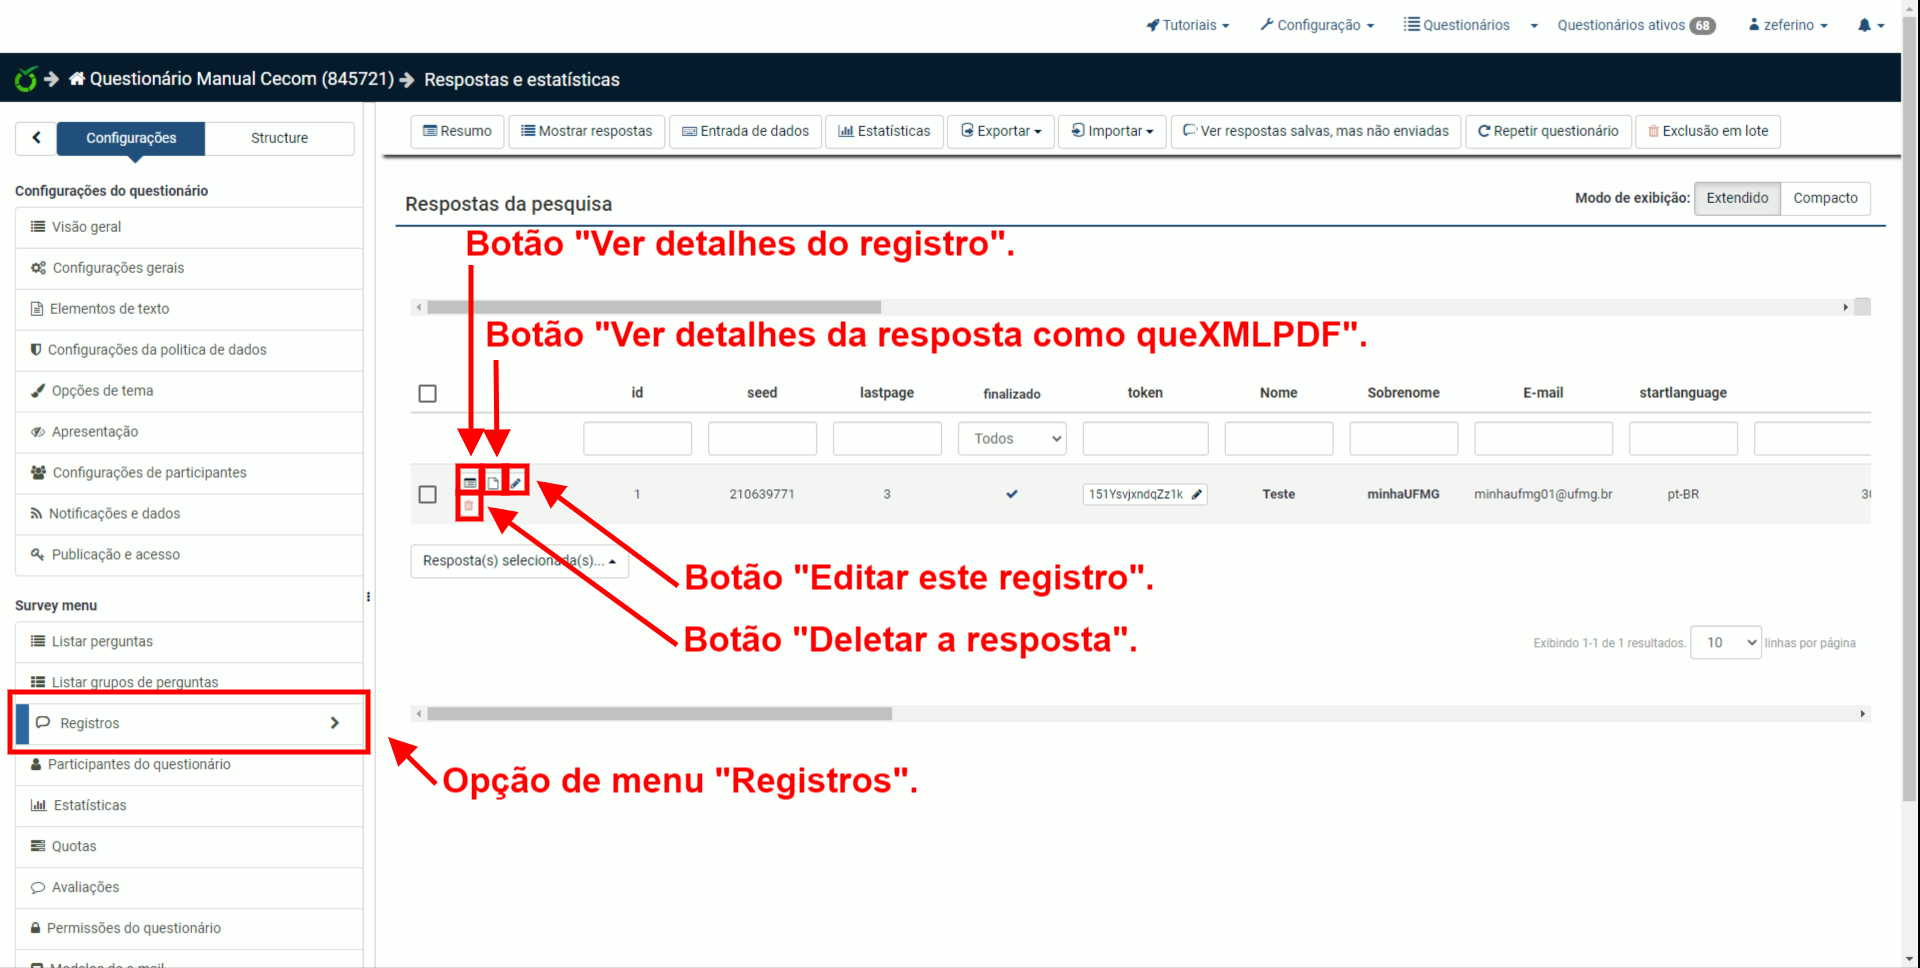 Tutoriais
Configuração
Questionários
Questionários ativos 68
zeferino
Questionário Manual Cecom (845721)
Respostas e estatísticas
Configurações
Structure
Resumo
Mostrar respostas
Entrada de dados
Estatísticas
Exportar
Importar
Ver respostas salvas, mas não enviadas
Repetir questionário
Exclusão em lote
Configurações do questionário
Visão geral
Configurações gerais
Elementos de texto
Configurações da politica de dados
Opções de tema
Apresentação
Configurações de participantes
Notificações e dados
Publicação e acesso
Survey menu
Listar perguntas
Listar grupos de perguntas
Registros
Participantes do questionário
Estatísticas
Quotas
Avaliações
Permissões do questionário
Modelos de e-mail
Respostas da pesquisa
Modo de exibição:
Extendido
Compacto
Botão "Ver detalhes do registro".
Botão "Ver detalhes da resposta como queXMLPDF".
id
seed
lastpage
finalizado
token
Nome
Sobrenome
E-mail
startlanguage
Todos
1
210639771
3
151YsvjxndqZz1k
Teste
minhaUFMG
minhaufmg01@ufmg.br
pt-BR
30
Resposta(s) selecionada(s)...
Botão "Editar este registro".
Botão "Deletar a resposta".
Exibindo 1-1 de 1 resultados.
10
linhas por página
Opção de menu "Registros".